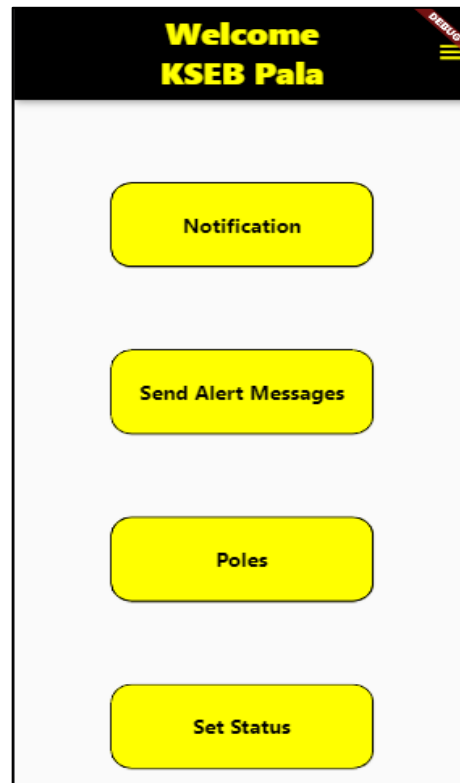 Welcome
KSEB Pala
DEBUG
Notification
Send Alert Messages
Poles
Set Status